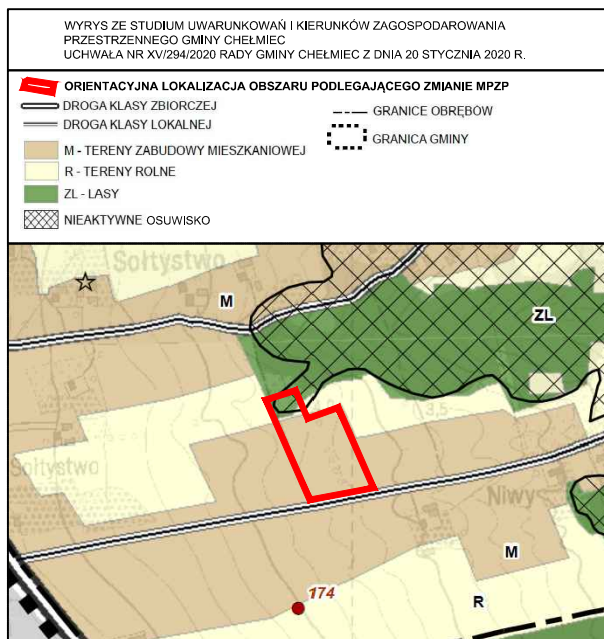 WYRYS ZE STUDIUM UWARUNKOWAŃ I KIERUNKÓW ZAGOSPODAROWANIA
PRZESTRZENNEGO GMINY CHEŁMIEC
UCHWAŁA NR XV/294/2020 RADY GMINY CHEŁMIEC Z DNIA 20 STYCZNIA 2020 R.
ORIENTACYJNA LOKALIZACJA OBSZARU PODLEGAJĄCEGO ZMIANIE MPZP
DROGA KLASY ZBIORCZEJ
GRANICE OBRĘBÓW
DROGA KLASY LOKALNEJ
GRANICA GMINY
M - TERENY ZABUDOWY MIESZKANIOWEJ
R - TERENY ROLNE
ZL - LASY
NIEAKTYWNE OSUWISKO
Sołtystwo
M
ZL
3,5
Sołtystwo
Niwy
M
174
R